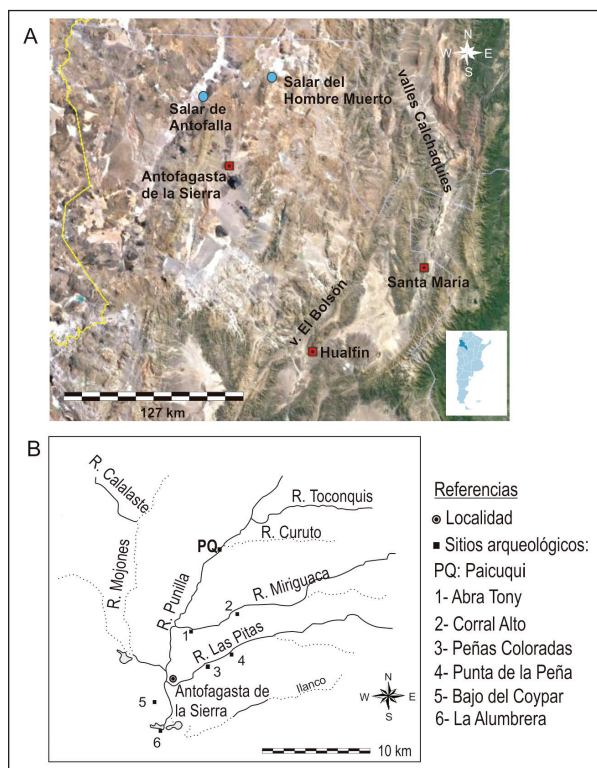 A
N
W E
S
Salar del
Hombre Muerto
Salar de
Antofalla
valles Calchaquíes
Antofagasta
de la Sierra
Santa María
v. El Bolsón
Hualfin
127 km
B
R. Calalaste
R. Mojones
R. Toconquis
R. Curuto
PQ
R. Punilla
R. Miriguaca
2
1
R. Las Pitas
4
3
Antofagasta de
la Sierra
Ilanco
5
6
N
W E
S
10 km
Referencias
Localidad
Sitios arqueológicos:
PQ: Paicuqui
1- Abra Tony
2- Corral Alto
3- Peñas Coloradas
4- Punta de la Peña
5- Bajo del Coypar
6- La Alumbrera